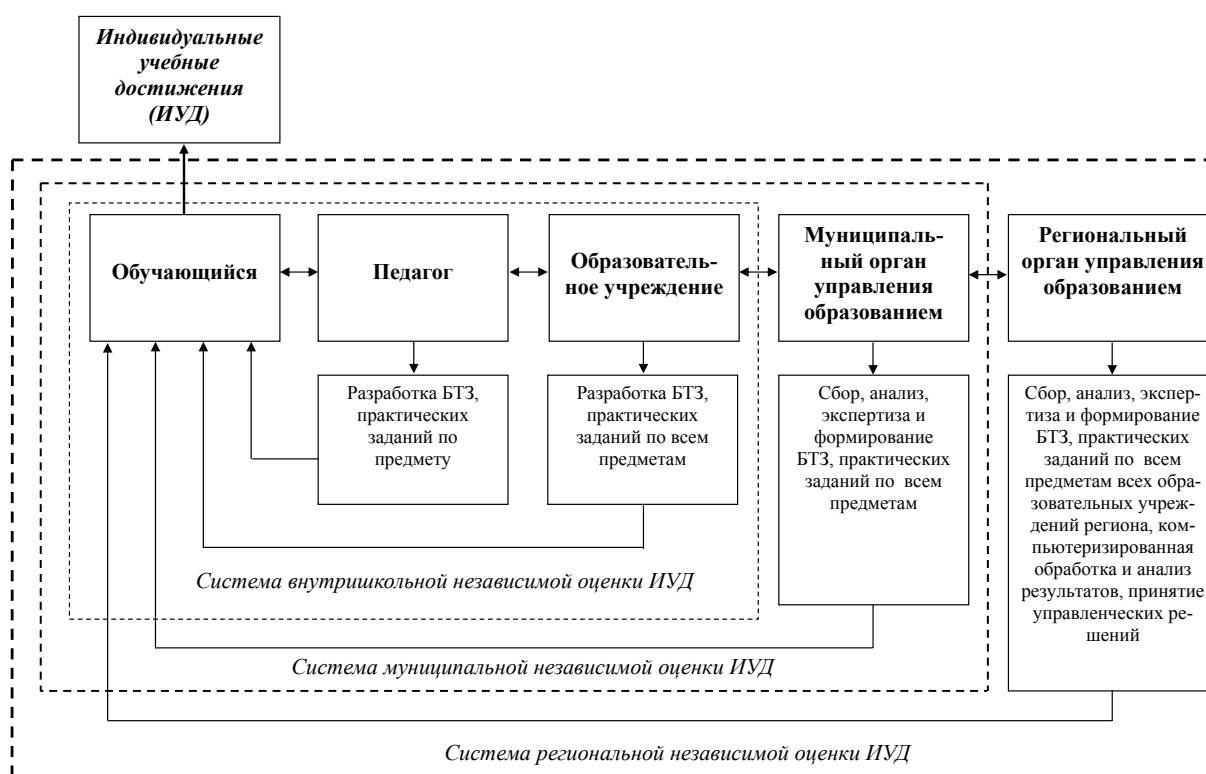 Индивидуальные
учебные
достижения
(ИУД)
Обучающийся
Педагог
Образователь-
ное учреждение
Муниципаль-
ный орган
управления
образованием
Региональный
орган управления
образованием
Разработка БТЗ,
практических
заданий по
предмету
Разработка БТЗ,
практических
заданий по всем
предметам
Сбор, анализ,
экспертиза и
формирование
БТЗ, практических
заданий по всем
предметам
Сбор, анализ, экспер-
тиза и формирование
БТЗ, практических
заданий по всем
предметам всех обра-
зовательных учреж-
дений региона, ком-
пьютеризированная
обработка и анализ
результатов, принятие
управленческих ре-
шений
Система внутришкольной независимой оценки ИУД
Система муниципальной независимой оценки ИУД
Система региональной независимой оценки ИУД